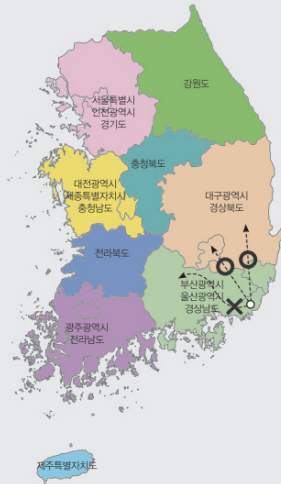 강원도
서울특별시
인천광역시
경기도
충청북도
대전광역시
세종특별자치시
충청남도
대구광역시
경상북도
전라북도
부산광역시
울산광역시
경상남도
광주광역시
전라남도
제주특별자치도